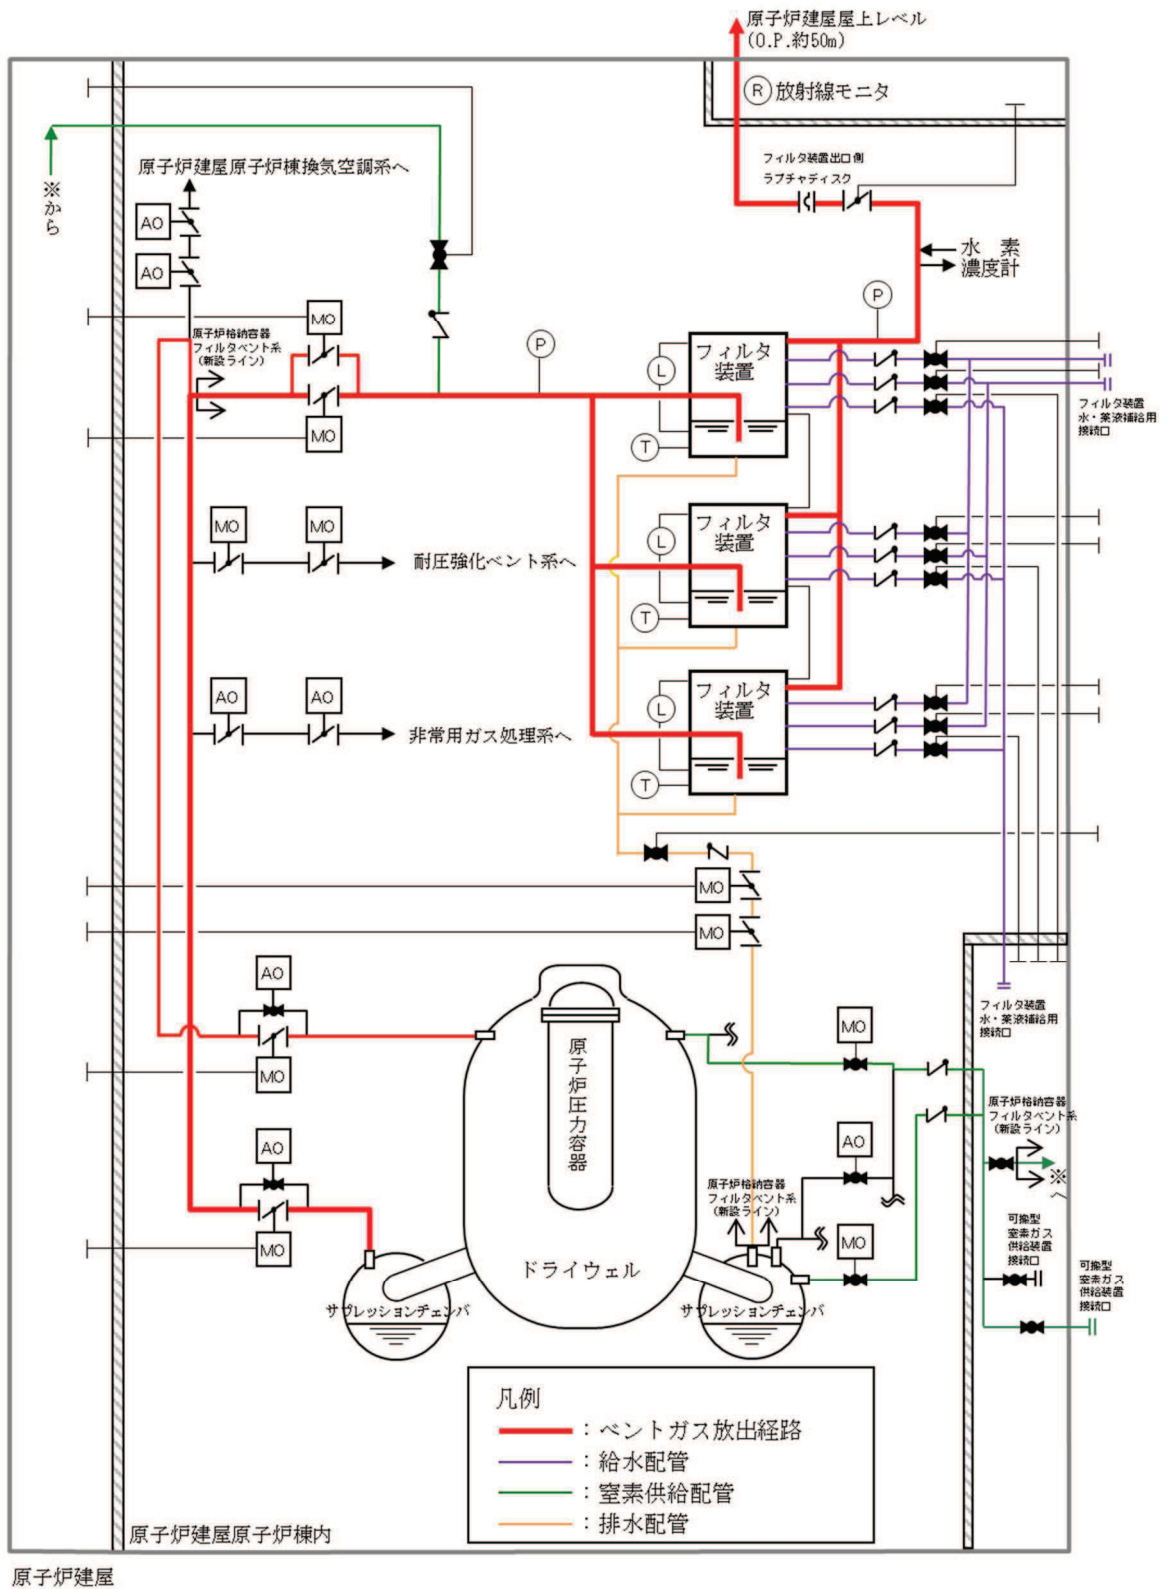 原子炉建屋屋上レベル
(O.P.約50m)
R 放射線モニタ
フィルタ装置出口側
ラプチャディスク
原子炉建屋原子炉棟換気空調系へ
※から
AO
AO
水 素
濃度計
P
P
MO
原子炉格納容器
フィルタベント系
(新設ライン)
MO
フィルタ
装置
L
T
フィルタ装置
水・薬液補給用
接続口
MO
MO
耐圧強化ベント系へ
フィルタ
装置
L
T
AO
AO
非常用ガス処理系へ
フィルタ
装置
L
T
MO
MO
AO
MO
原子炉圧力容器
MO
フィルタ装置
水・薬液補給用
接続口
原子炉格納容器
フィルタベント系
(新設ライン)
※へ
AO
MO
AO
原子炉格納容器
フィルタベント系
(新設ライン)
MO
可搬型
窒素ガス
供給装置
接続口
可搬型
窒素ガス
供給装置
接続口
ドライウェル
サプレッションチェンバ
サプレッションチェンバ
凡例
：ベントガス放出経路
：給水配管
：窒素供給配管
：排水配管
原子炉建屋原子炉棟内
原子炉建屋